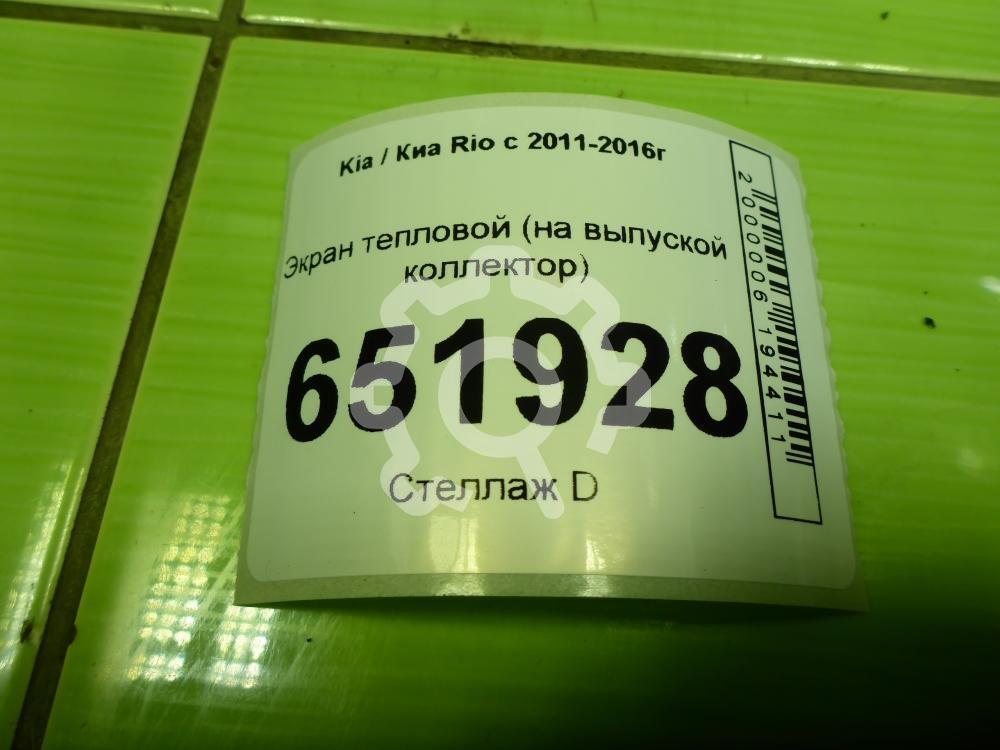 Kia / Киа Rio с 2011-2016г
Экран тепловой (на выпуской
коллектор)
651928
Стеллаж D
2000006194411